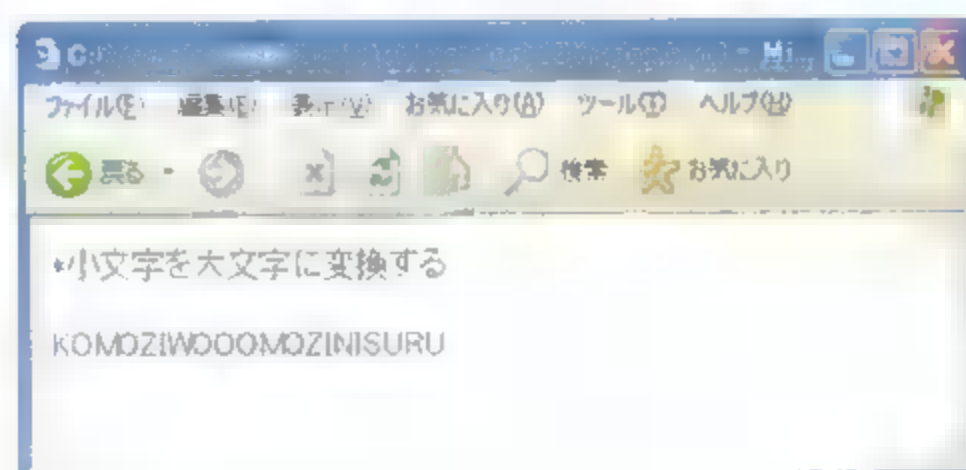 C:
ファイル(E) 編集(E) 表示(V) お気に入り(A) ツール(T) ヘルプ(H)
戻る 検索 お気に入り
•小文字を大文字に変換する
KOMOZIWOOOMOZINISURU